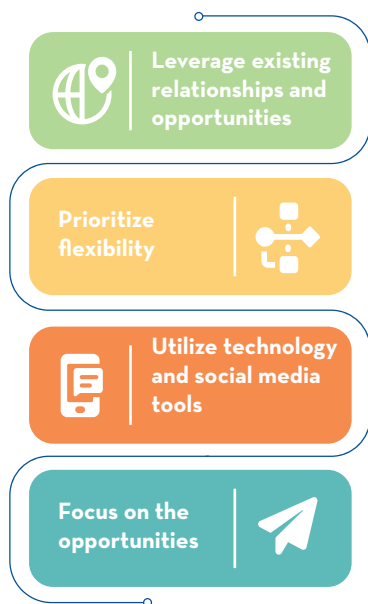 Leverage existing
relationships and
opportunities
Prioritize
flexibility
Utilize technology
and social media
tools
Focus on the
opportunities